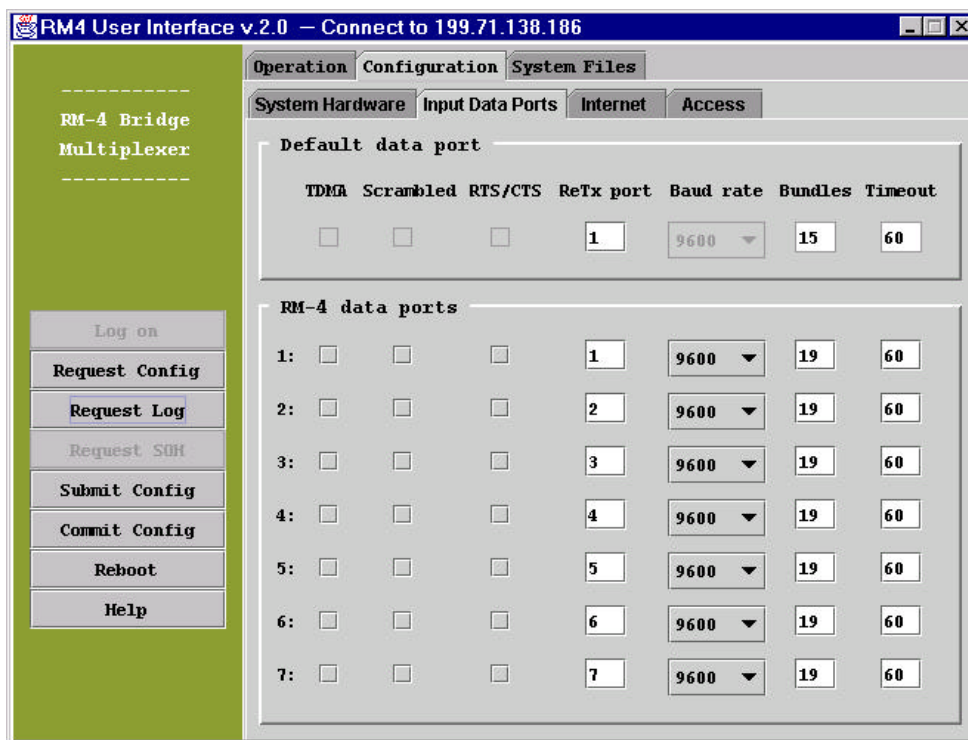 RM4 User Interface v.2.0 – Connect to 199.71.138.186
Operation Configuration System Files
System Hardware Input Data Ports Internet Access
-----------
RM-4 Bridge
Multiplexer
-----------
Log on
Request Config
Request Log
Request SOH
Submit Config
Commit Config
Reboot
Help
Default data port
TDMA Scrambled RTS/CTS ReTx port Baud rate Bundles Timeout
1 9600 15 60
RM-4 data ports
1: 1 9600 19 60
2: 2 9600 19 60
3: 3 9600 19 60
4: 4 9600 19 60
5: 5 9600 19 60
6: 6 9600 19 60
7: 7 9600 19 60